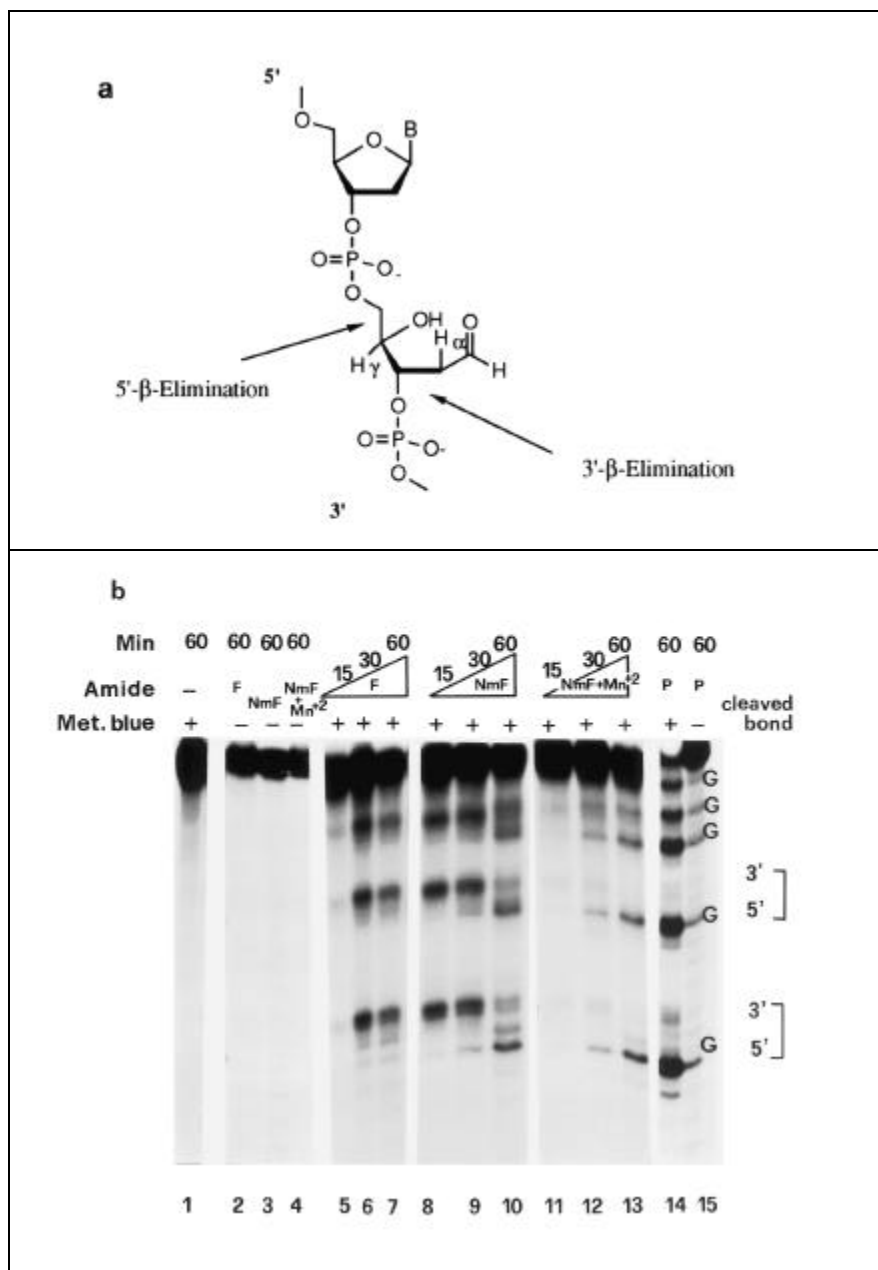 a
5'
O
O
B
O
O=P-O-
O
OH
H
O
α
H
H
γ
5'-β-Elimination
O
O=P-O-
O
3'-β-Elimination
3'
b
Min 60 60 60 60 15 30 60 15 30 60 15 30 60 60 60
Amide – F NmF NmF + Mn+2 F NmF NmF+Mn+2 P P
Met. blue + – – – + + + + + + + + + + –
cleaved bond
G
G
G
3'
5'
G
3'
5'
G
1 2 3 4 5 6 7 8 9 10 11 12 13 14 15